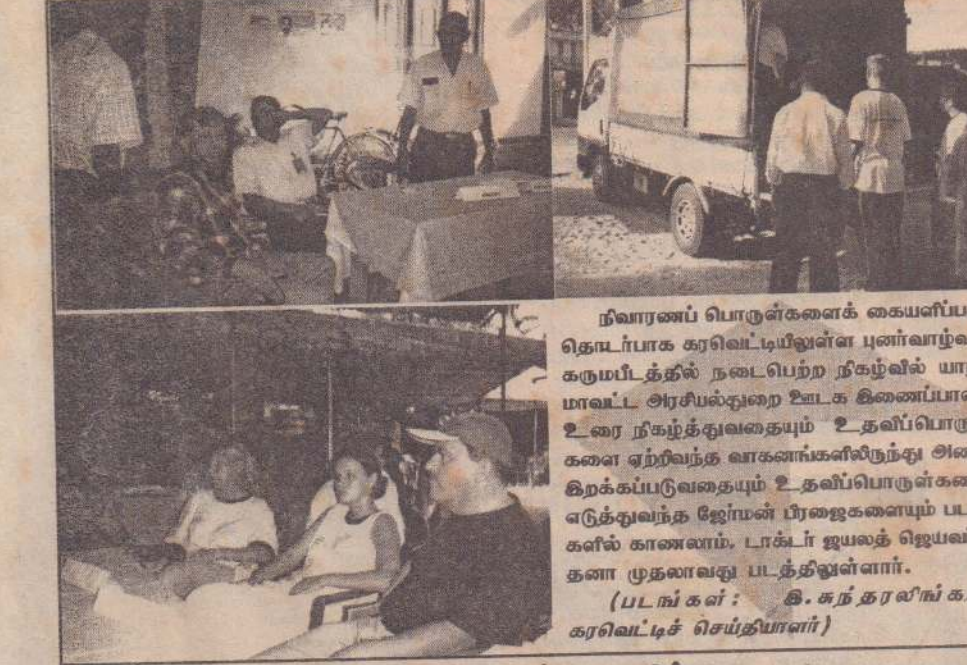 நிவாரணப் பொருள்களைக் கையளிப்ப
தொடர்பாக கரவெட்டியிலுள்ள புனர்வாழ்வு
கருமபீடத்தில் நடைபெற்ற நிகழ்வில் யாழ்
மாவட்ட அரசியல்துறை ஊடக இணைப்பாள
உரை நிகழ்த்துவதையும் உதவிப்பொரு
களை ஏற்றிவந்த வாகனங்களிலிருந்து அவை
இறக்கப்படுவதையும் உதவிப்பொருள்களை
எடுத்துவந்த ஜேர்மன் பிரஜைகளையும் பட
களில் காணலாம். டாக்டர் ஜயலத் ஜெயவ
தனா முதலாவது படத்திலுள்ளார்.
(படங்கள்: இ.சுந்தரலிங்க
கரவெட்டிச் செய்தியாளர்)